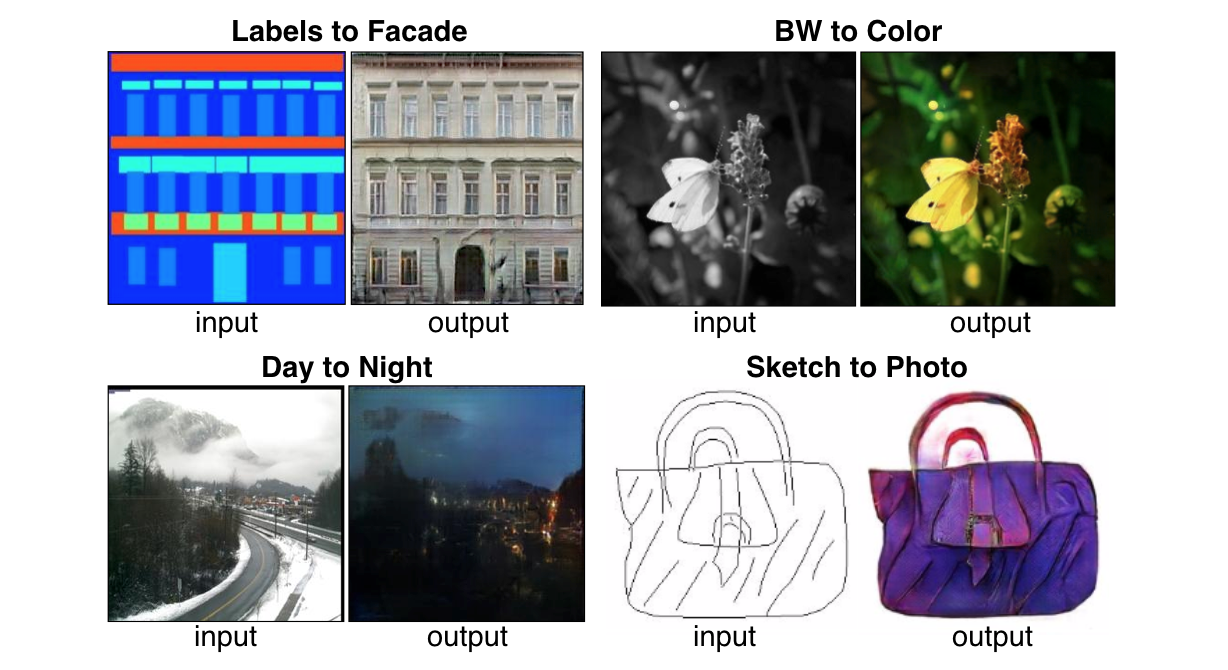 Labels to Facade
BW to Color
input
output
input
output
Day to Night
Sketch to Photo
input
output
input
output